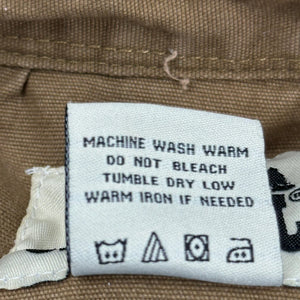 MACHINE WASH WARM
DO NOT BLEACH
TUMBLE DRY LOW
WARM IRON IF NEEDED